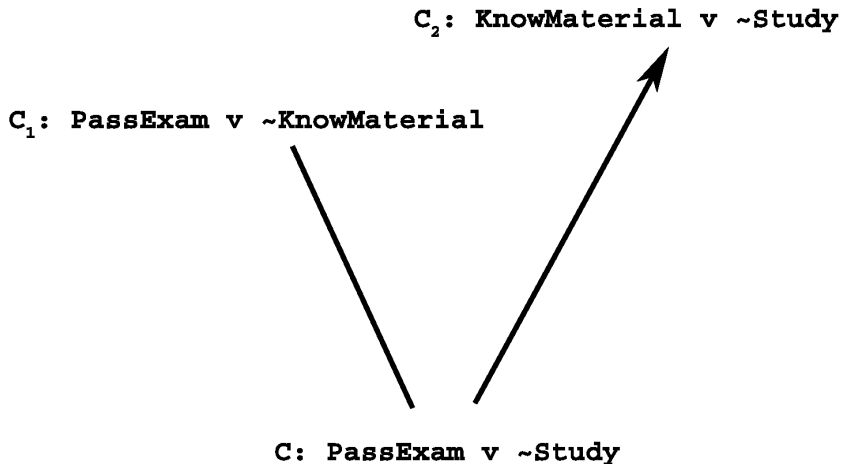 C₂: KnowMaterial v ~Study
C₁: PassExam v ~KnowMaterial
C: PassExam v ~Study